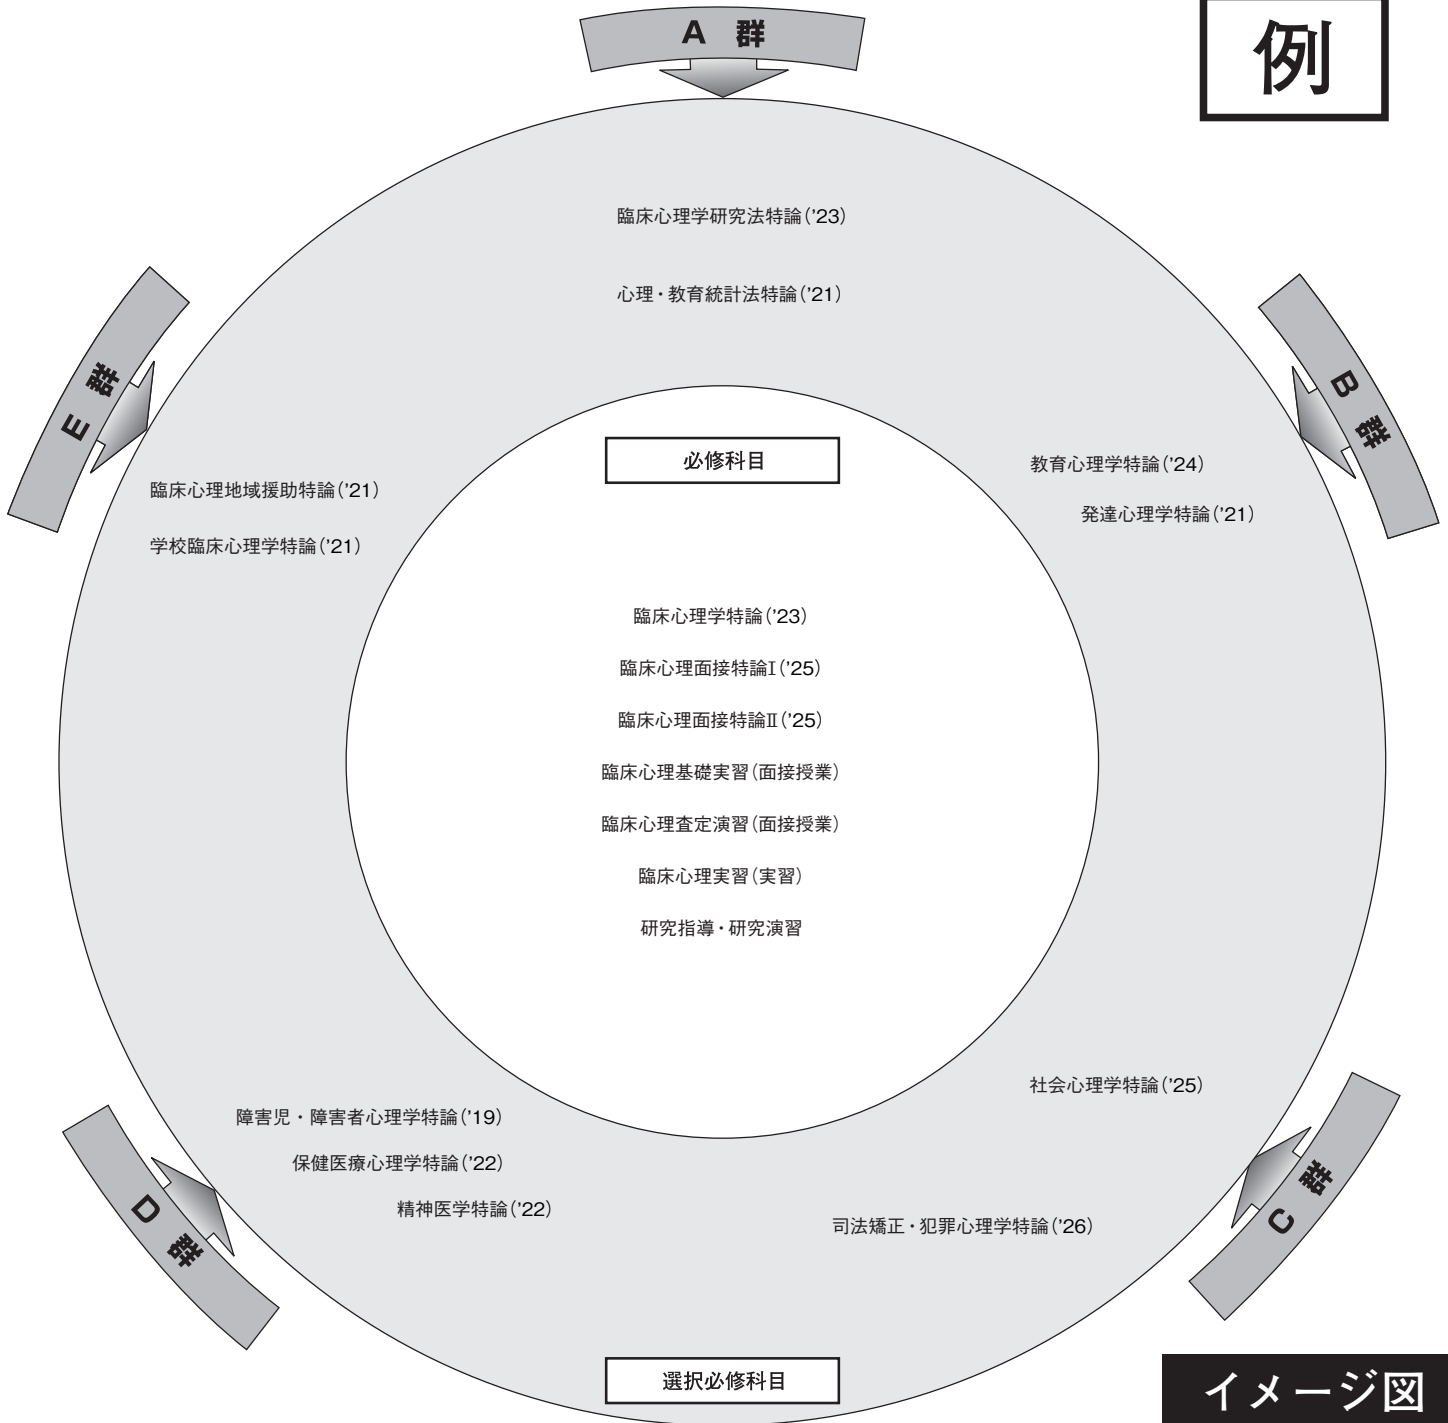 例
A 群
臨床心理学研究法特論('23)
心理・教育統計法特論('21)
B 群
教育心理学特論('24)
発達心理学特論('21)
C 群
社会心理学特論('25)
司法矯正・犯罪心理学特論('26)
D 群
障害児・障害者心理学特論('19)
保健医療心理学特論('22)
精神医学特論('22)
E 群
臨床心理地域援助特論('21)
学校臨床心理学特論('21)
必修科目
臨床心理学特論('23)
臨床心理面接特論Ⅰ('25)
臨床心理面接特論Ⅱ('25)
臨床心理基礎実習(面接授業)
臨床心理査定演習(面接授業)
臨床心理実習(実習)
研究指導・研究演習
選択必修科目
イメージ図